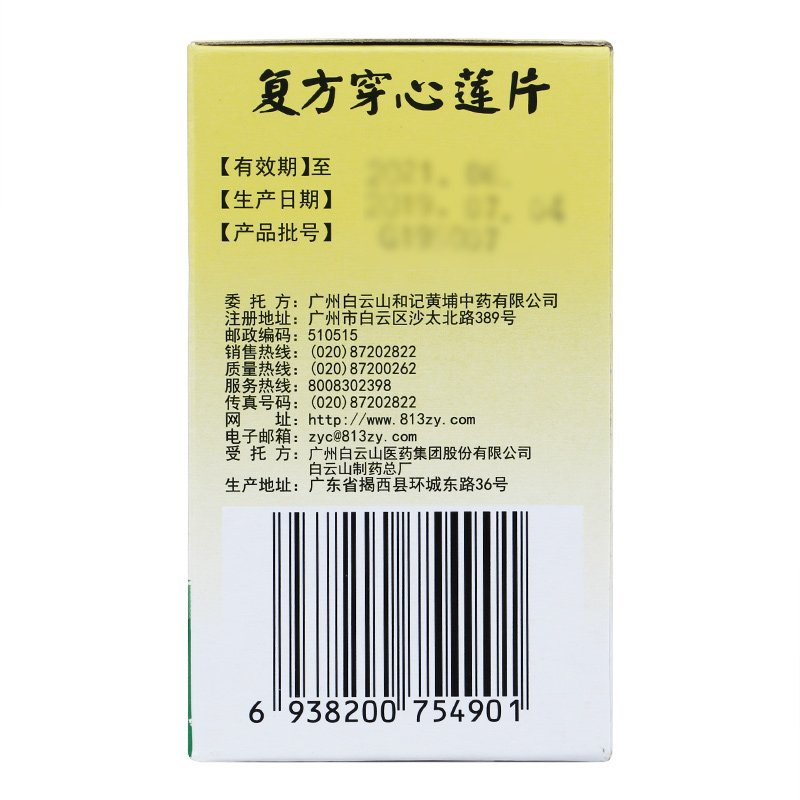 复方穿心莲片
【有效期】至 2021. 06.
【生产日期】 2019. 07. 04
【产品批号】
委托方：广州白云山和记黄埔中药有限公司
注册地址：广州市白云区沙太北路389号
邮政编码：510515
销售热线：(020)87202822
质量热线：(020)87200262
服务热线：8008302398
传真号码：(020)87202822
网址：http://www.813zy.com
电子邮箱：zyc@813zy.com
受托方：广州白云山医药集团股份有限公司
白云山制药总厂
生产地址：广东省揭西县环城东路36号
6 938200 754901